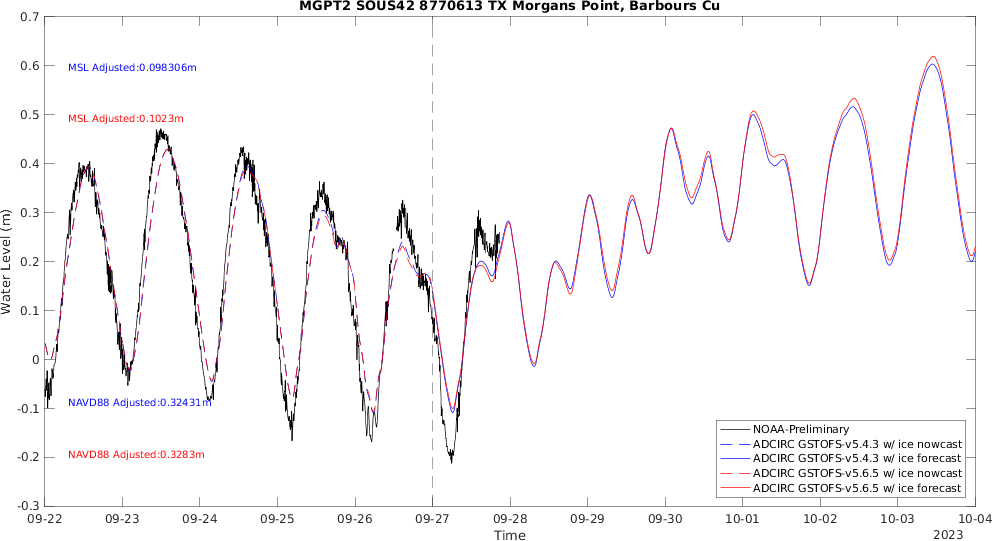 MGPT2 SOUS42 8770613 TX Morgans Point, Barbours Cu
0.7
0.6
0.5
0.4
0.3
0.2
0.1
0
-0.1
-0.2
-0.3
Water Level (m)
MSL Adjusted:0.098306m
MSL Adjusted:0.1023m
NAVD88 Adjusted:0.32431m
NAVD88 Adjusted:0.3283m
NOAA-Preliminary
ADCIRC GSTOFS-v5.4.3 w/ ice nowcast
ADCIRC GSTOFS-v5.4.3 w/ ice forecast
ADCIRC GSTOFS-v5.6.5 w/ ice nowcast
ADCIRC GSTOFS-v5.6.5 w/ ice forecast
09-22 09-23 09-24 09-25 09-26 09-27 09-28 09-29 09-30 10-01 10-02 10-03 10-04
Time
2023